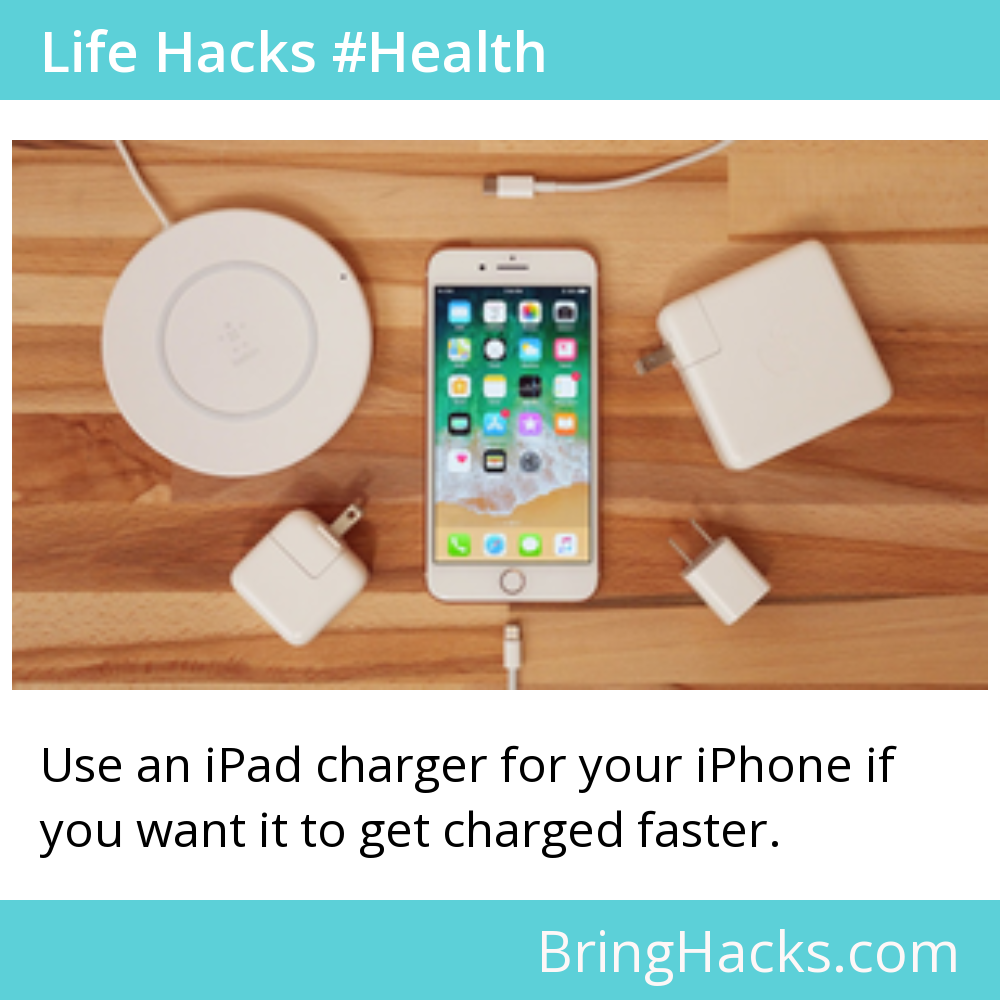 Life Hacks #Health
Use an iPad charger for your iPhone if
you want it to get charged faster.
BringHacks.com